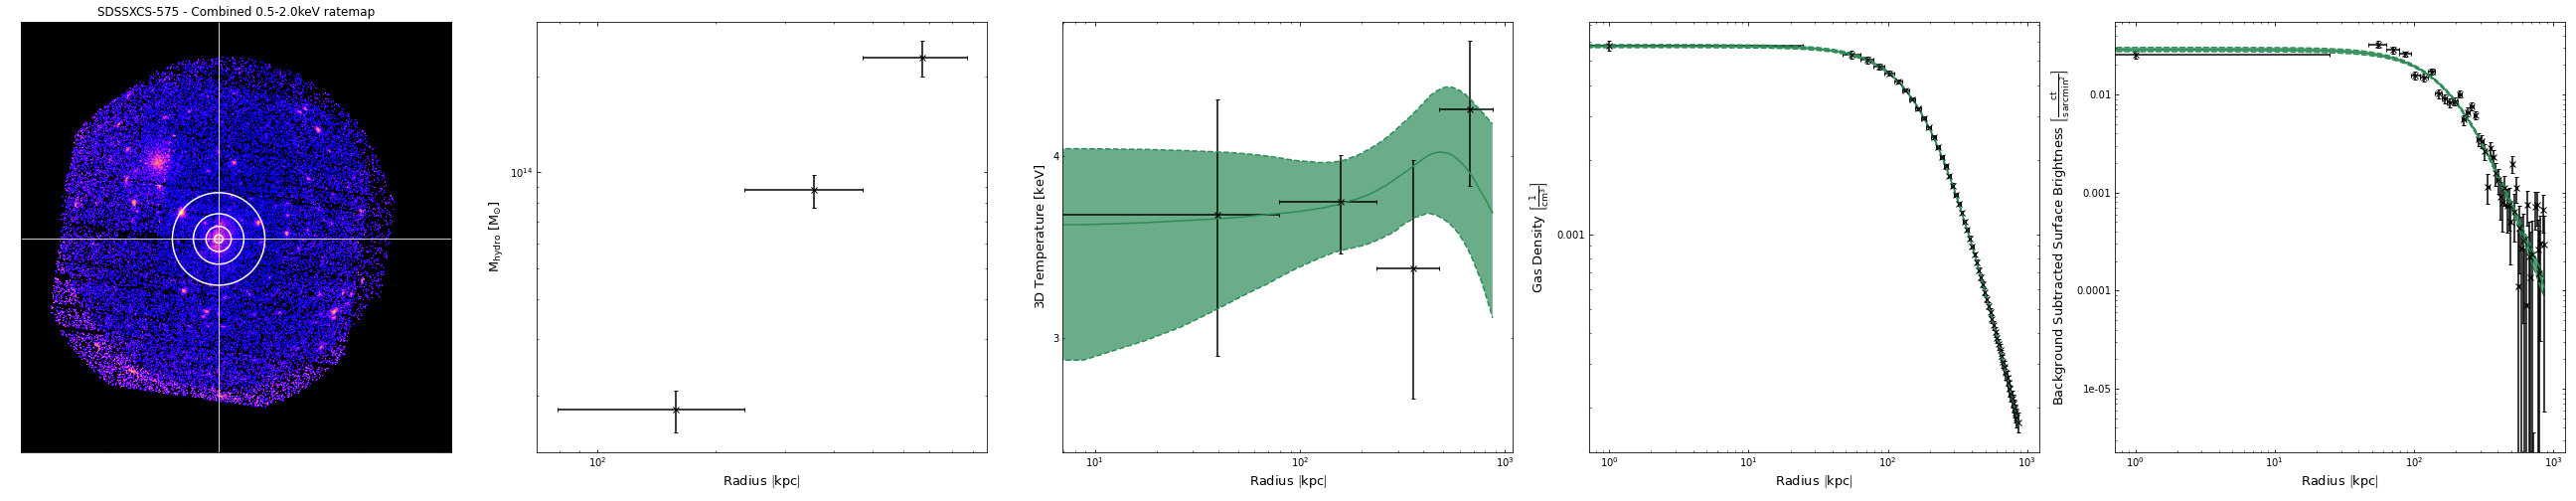 SDSSXCS-575 - Combined 0.5-2.0keV ratemap
M_hydro [M_⊙]
10^14
10^2
Radius [kpc]
3D Temperature [keV]
4
3
10^1 10^2 10^3
Radius [kpc]
Gas Density [1/cm^3]
0.001
10^0 10^1 10^2 10^3
Radius [kpc]
Background Subtracted Surface Brightness [ct/s arcmin^2]
0.01
0.001
0.0001
1e-05
10^0 10^1 10^2 10^3
Radius [kpc]